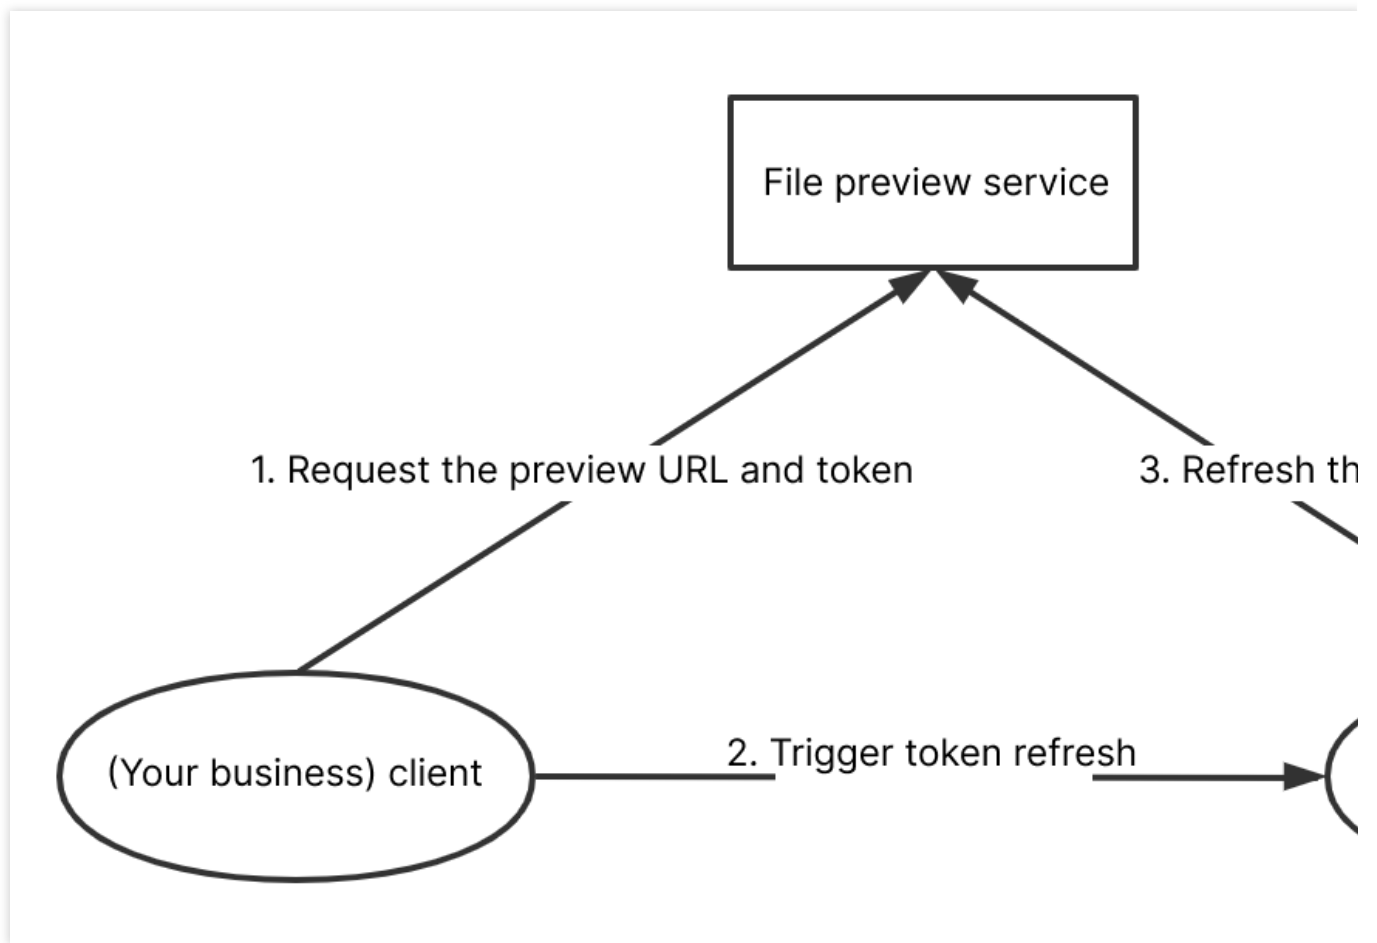 File preview service
1. Request the preview URL and token
3. Refresh
2. Trigger token refresh
(Your business) client